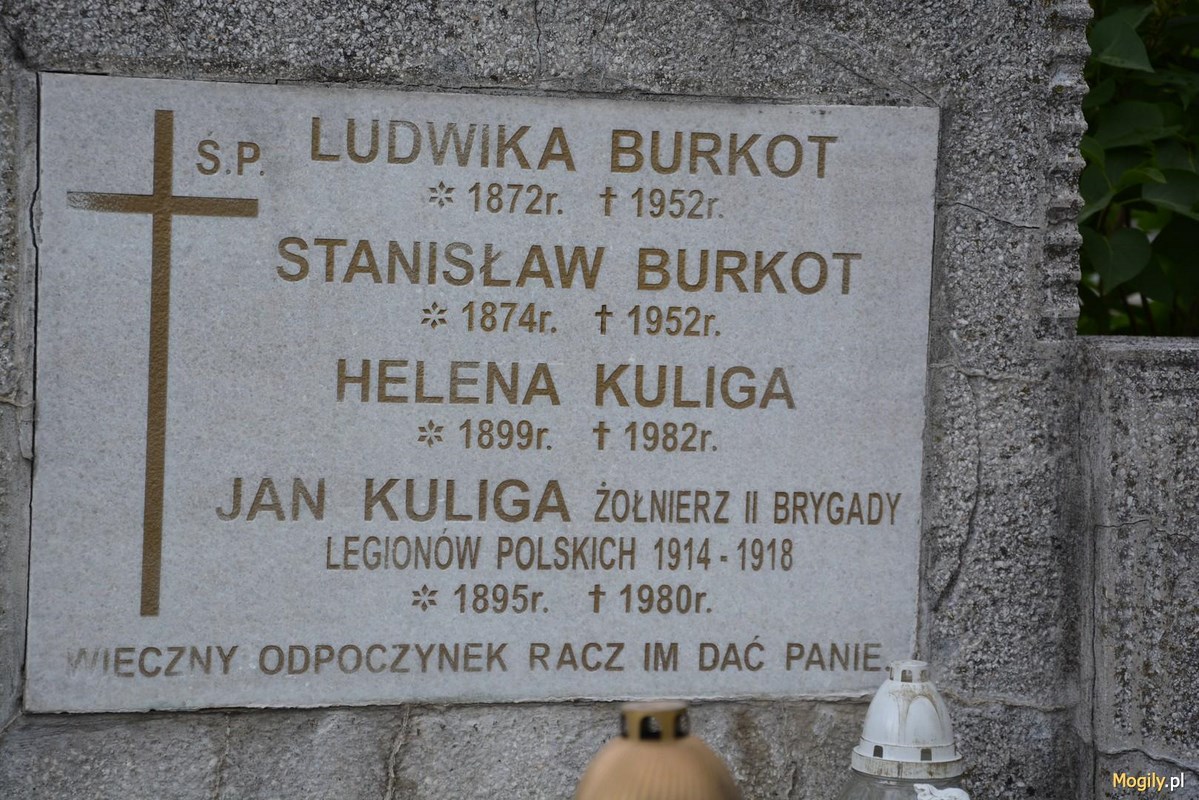 Ś.P. LUDWIKA BURKOT
* 1872r. † 1952r.
STANISŁAW BURKOT
* 1874r. † 1952r.
HELENA KULIGA
* 1899r. † 1982r.
JAN KULIGA ŻOŁNIERZ II BRYGADY
LEGIONÓW POLSKICH 1914 - 1918
* 1895r. † 1980r.
WIECZNY ODPOCZYNEK RACZ IM DAĆ PANIE.
Mogily.pl